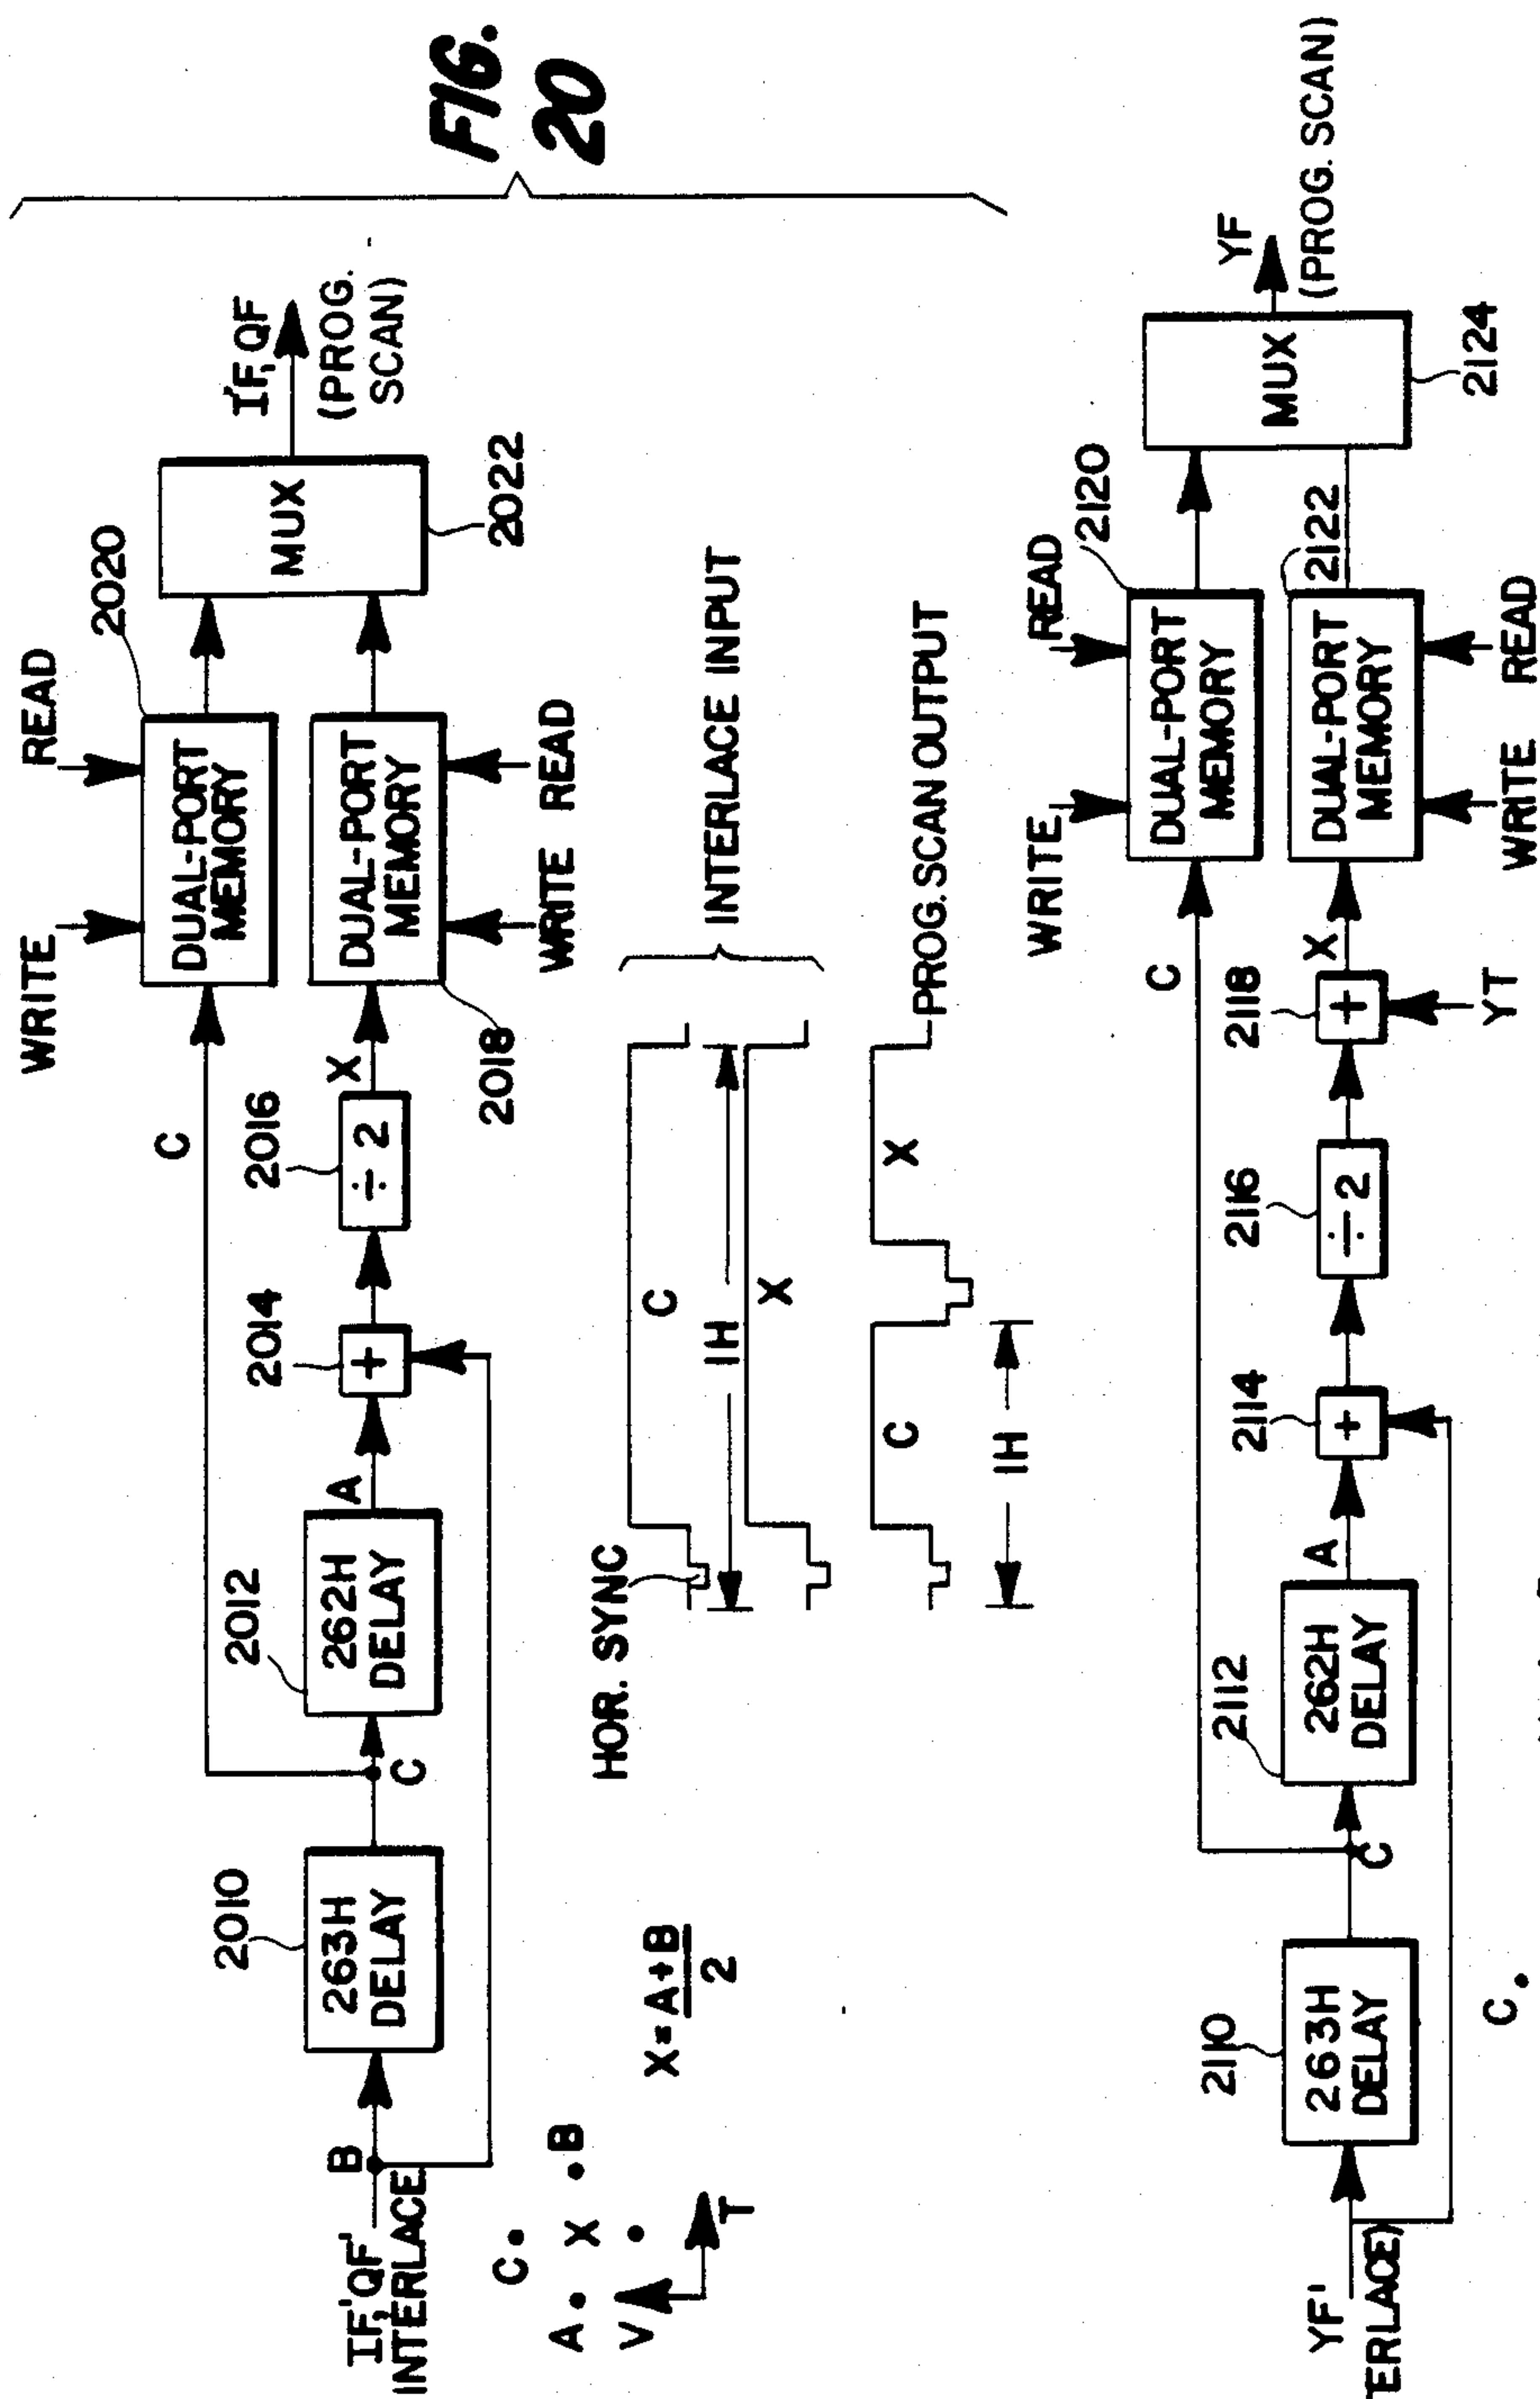 FIG.
20
WRITE
READ
2020
C
DUAL-PORT
MEMORY
IF, QF
(PROG.
SCAN)
MUX
2022
IF', QF'
INTERLACE
B
2010
263H
DELAY
C
2012
262H
DELAY
A
2014
+
2016
÷ 2
X
DUAL-PORT
MEMORY
2018
WRITE
READ
C
A
X
B
V
T
X = A + B
2
HOR. SYNC
C
1H
X
INTERLACE INPUT
C
X
PROG. SCAN OUTPUT
1H
WRITE
READ
2120
C
DUAL-PORT
MEMORY
YF
(PROG. SCAN)
MUX
2124
YF'
TERLACE)
2110
263H
DELAY
C
2112
262H
DELAY
A
2114
+
2116
÷ 2
2118
+
X
YT
DUAL-PORT
MEMORY
2122
WRITE
READ
C